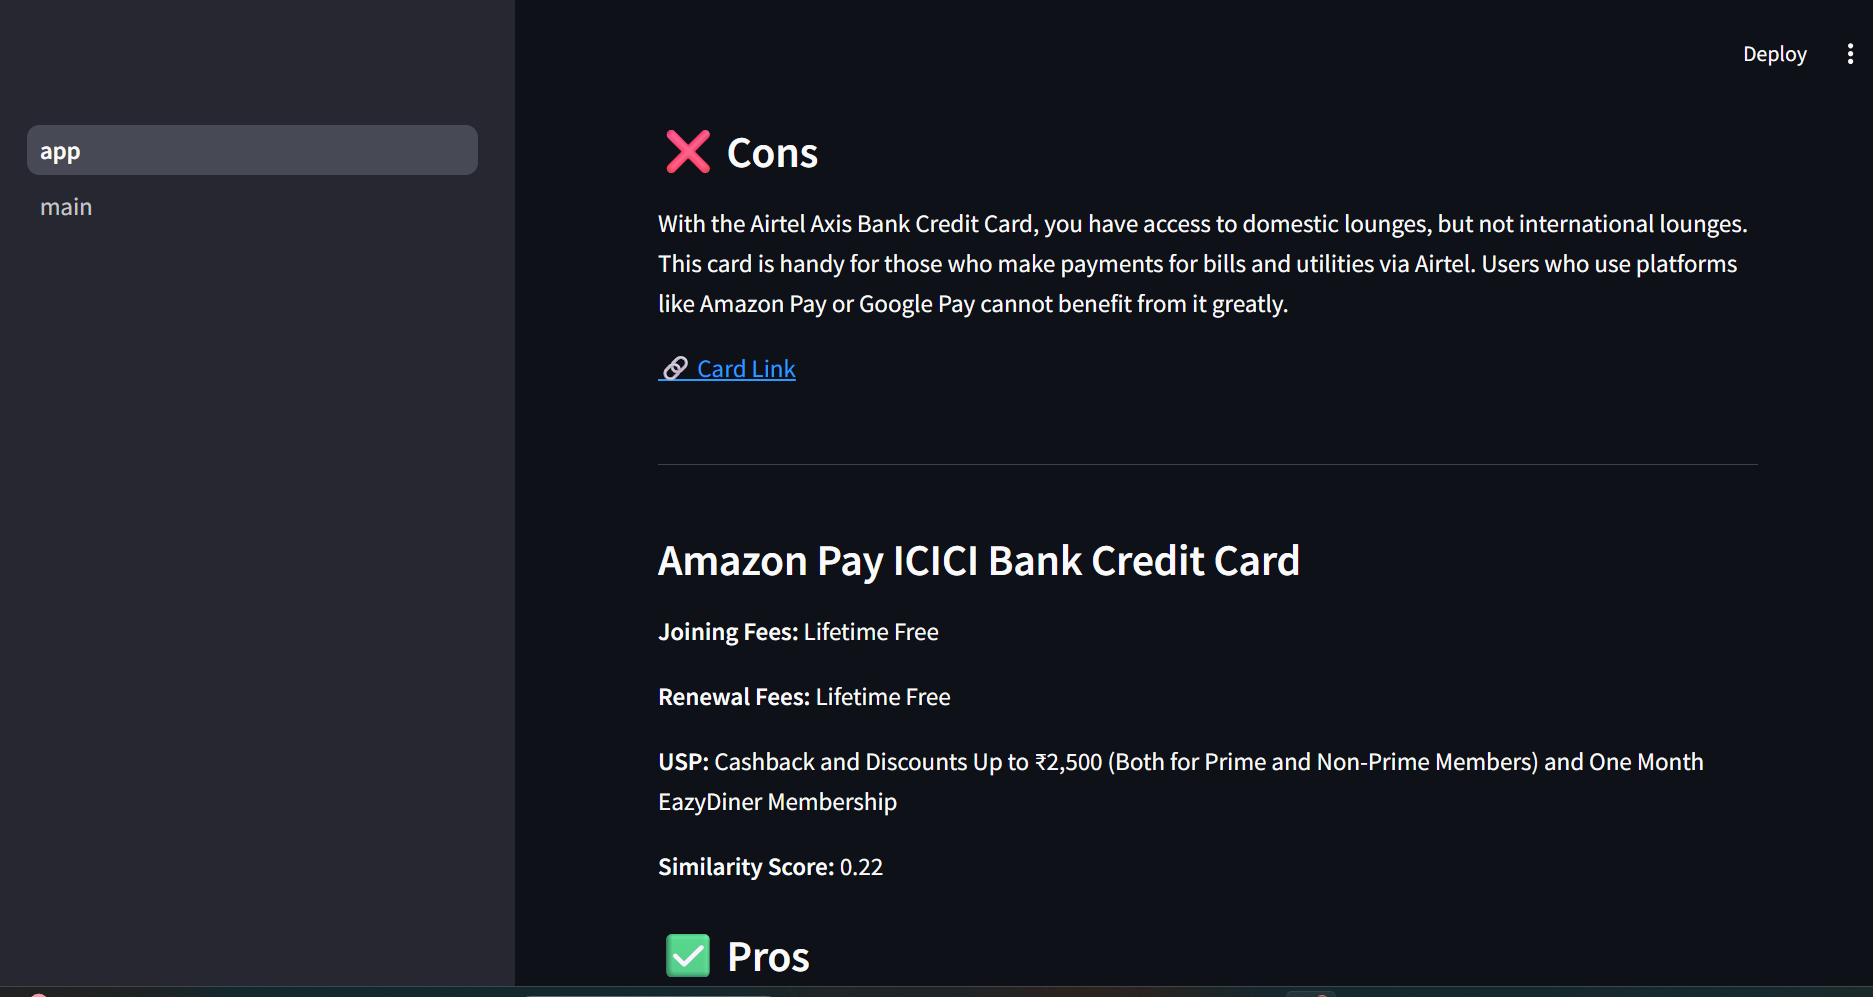 Deploy
app
main
Cons
With the Airtel Axis Bank Credit Card, you have access to domestic lounges, but not international lounges.
This card is handy for those who make payments for bills and utilities via Airtel. Users who use platforms
like Amazon Pay or Google Pay cannot benefit from it greatly.
Card Link
Amazon Pay ICICI Bank Credit Card
Joining Fees: Lifetime Free
Renewal Fees: Lifetime Free
USP: Cashback and Discounts Up to ₹2,500 (Both for Prime and Non-Prime Members) and One Month
EazyDiner Membership
Similarity Score: 0.22
Pros